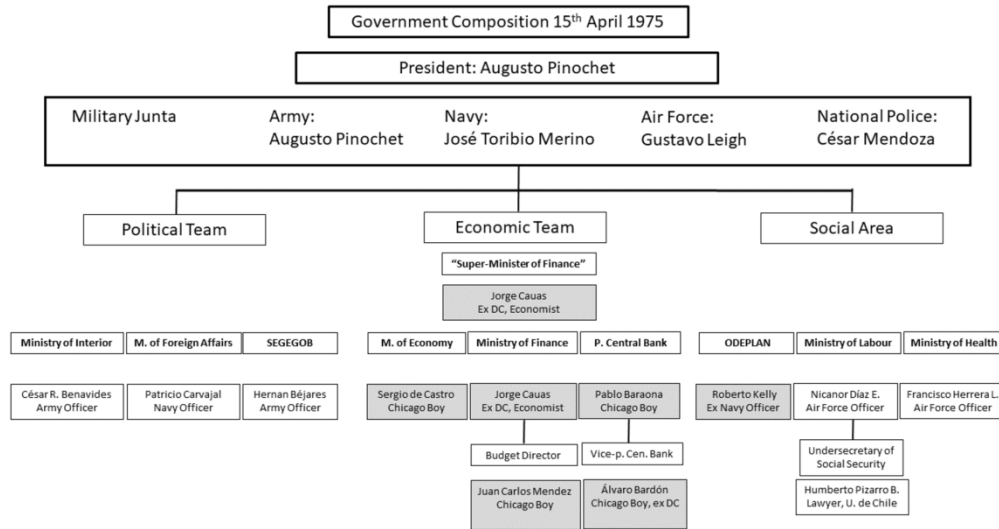 Government Composition 15th April 1975
President: Augusto Pinochet
Military Junta
Army:
Augusto Pinochet
Navy:
José Toribio Merino
Air Force:
Gustavo Leigh
National Police:
César Mendoza
Political Team
Economic Team
Social Area
“Super-Minister of Finance”
Jorge Cauas
Ex DC, Economist
Ministry of Interior
M. of Foreign Affairs
SEGEGOB
M. of Economy
Ministry of Finance
P. Central Bank
ODEPLAN
Ministry of Labour
Ministry of Health
César R. Benavides
Army Officer
Patricio Carvajal
Navy Officer
Hernan Béjares
Army Officer
Sergio de Castro
Chicago Boy
Jorge Cauas
Ex DC, Economist
Pablo Baraona
Chicago Boy
Roberto Kelly
Ex Navy Officer
Nicanor Díaz E.
Air Force Officer
Francisco Herrera L.
Air Force Officer
Budget Director
Vice-p. Cen. Bank
Undersecretary of
Social Security
Juan Carlos Mendez
Chicago Boy
Álvaro Bardón
Chicago Boy, ex DC
Humberto Pizarro B.
Lawyer, U. de Chile